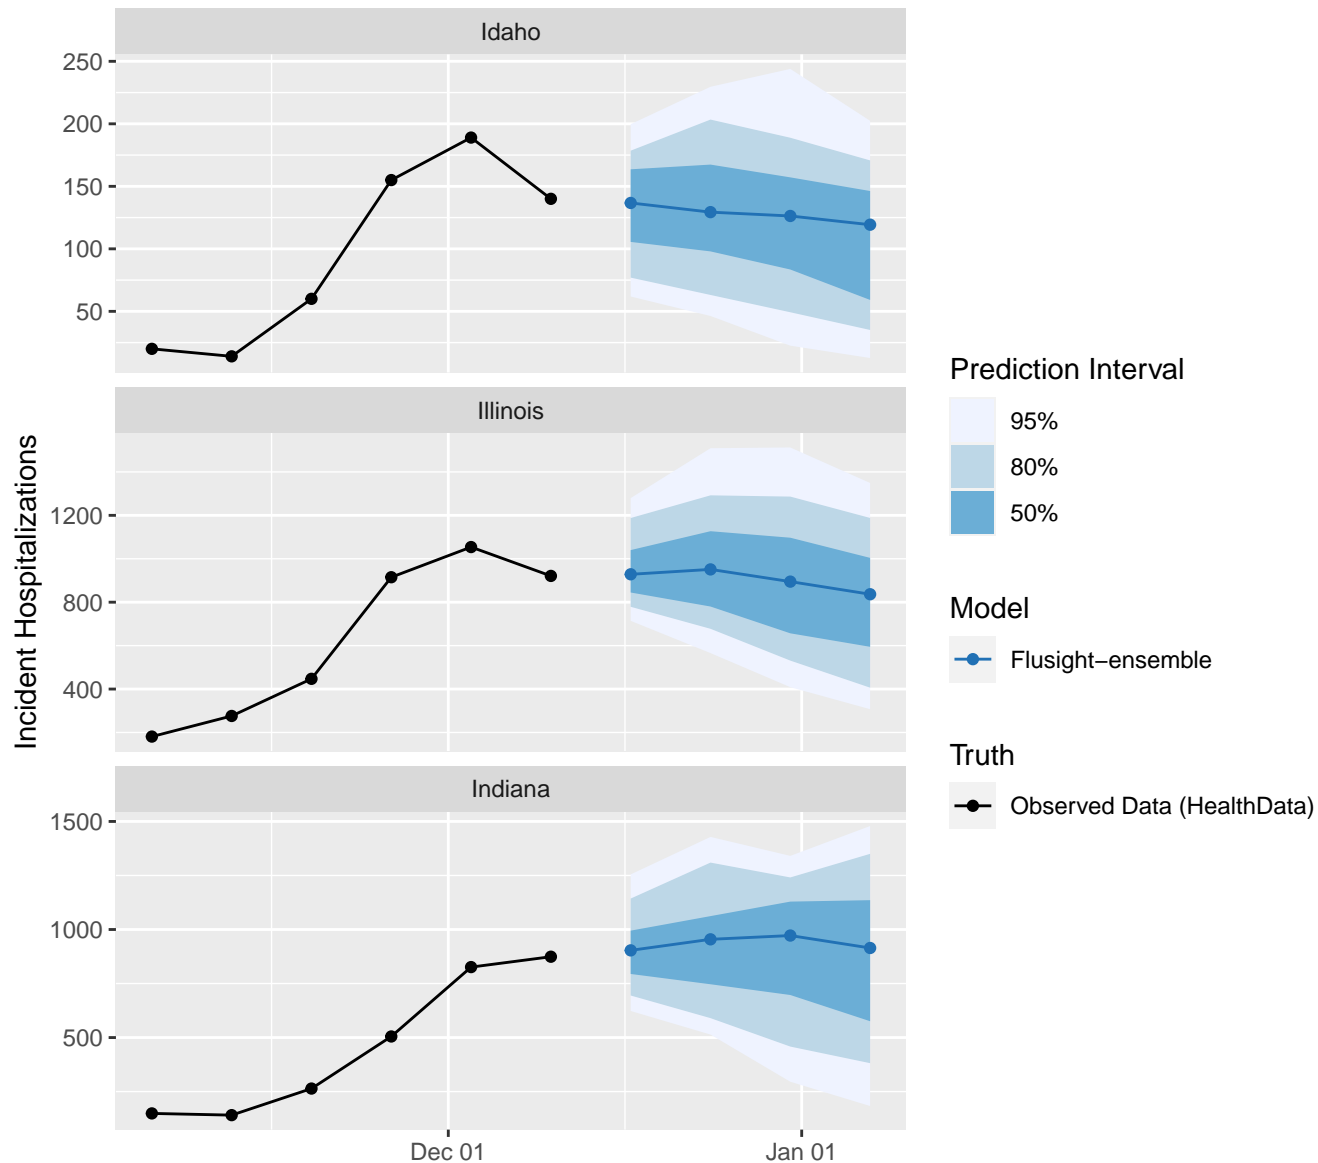 Idaho
250
200
150
100
50
Illinois
1200
800
400
Indiana
1500
1000
500
Dec 01
Jan 01
Incident Hospitalizations
Prediction Interval
95%
80%
50%
Model
Flusight−ensemble
Truth
Observed Data (HealthData)